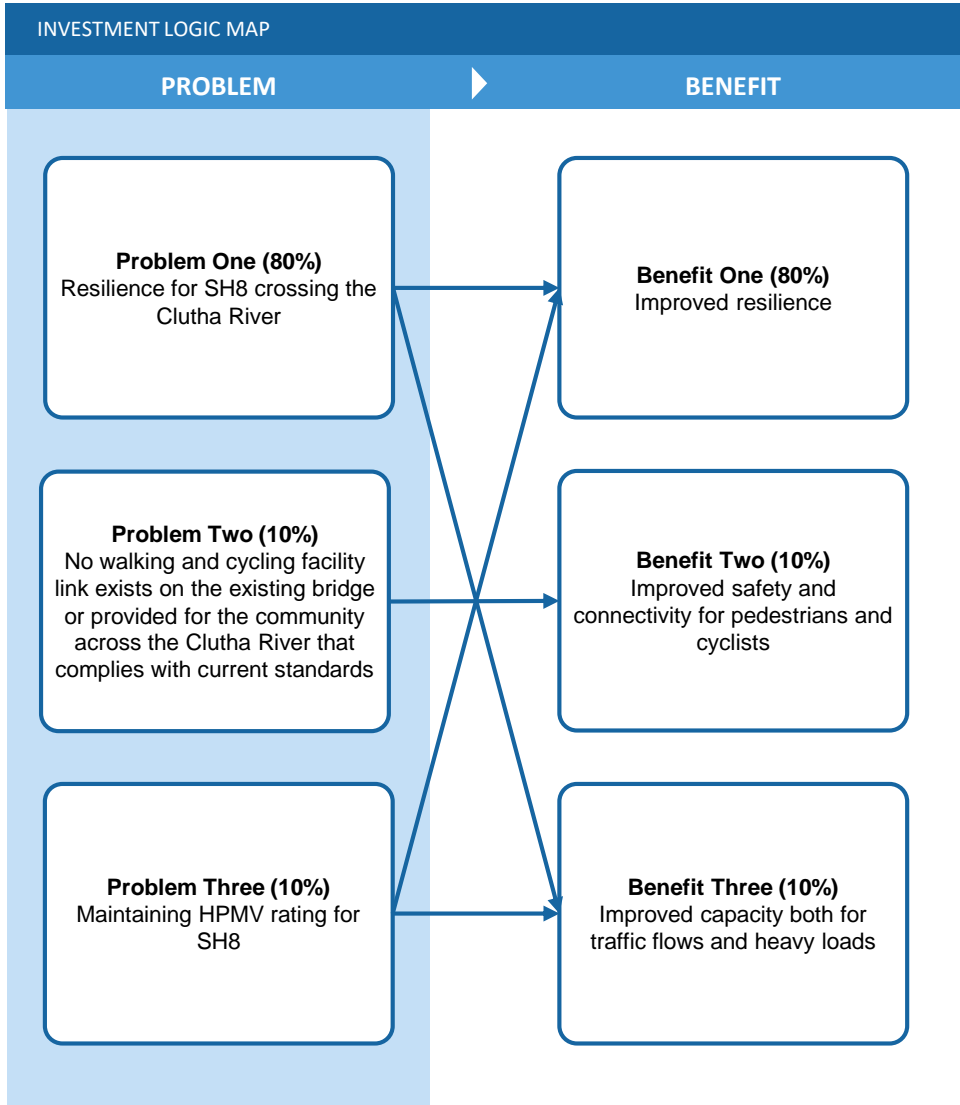 INVESTMENT LOGIC MAP
PROBLEM
BENEFIT
Problem One (80%)
Resilience for SH8 crossing the
Clutha River
Benefit One (80%)
Improved resilience
Problem Two (10%)
No walking and cycling facility
link exists on the existing bridge
or provided for the community
across the Clutha River that
complies with current standards
Benefit Two (10%)
Improved safety and
connectivity for pedestrians and
cyclists
Problem Three (10%)
Maintaining HPMV rating for
SH8
Benefit Three (10%)
Improved capacity both for
traffic flows and heavy loads